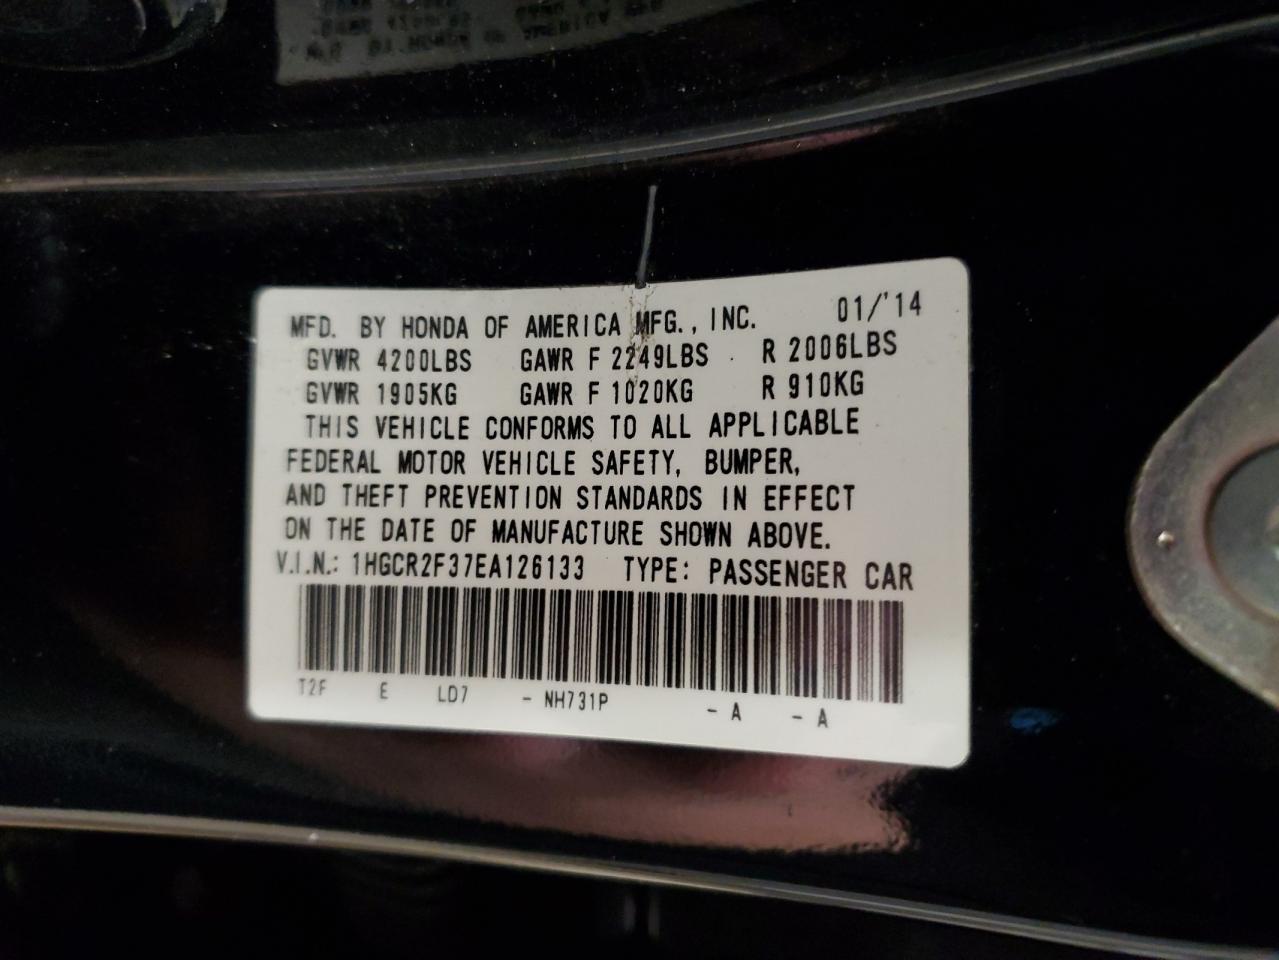 MFD. BY HONDA OF AMERICA MFG., INC. 01/'14
GVWR 4200LBS GAWR F 2249LBS R 2006LBS
GVWR 1905KG GAWR F 1020KG R 910KG
THIS VEHICLE CONFORMS TO ALL APPLICABLE
FEDERAL MOTOR VEHICLE SAFETY, BUMPER,
AND THEFT PREVENTION STANDARDS IN EFFECT
ON THE DATE OF MANUFACTURE SHOWN ABOVE.
V.I.N.: 1HGCR2F37EA126133 TYPE: PASSENGER CAR
T2F E LD7 - NH731P - A - A